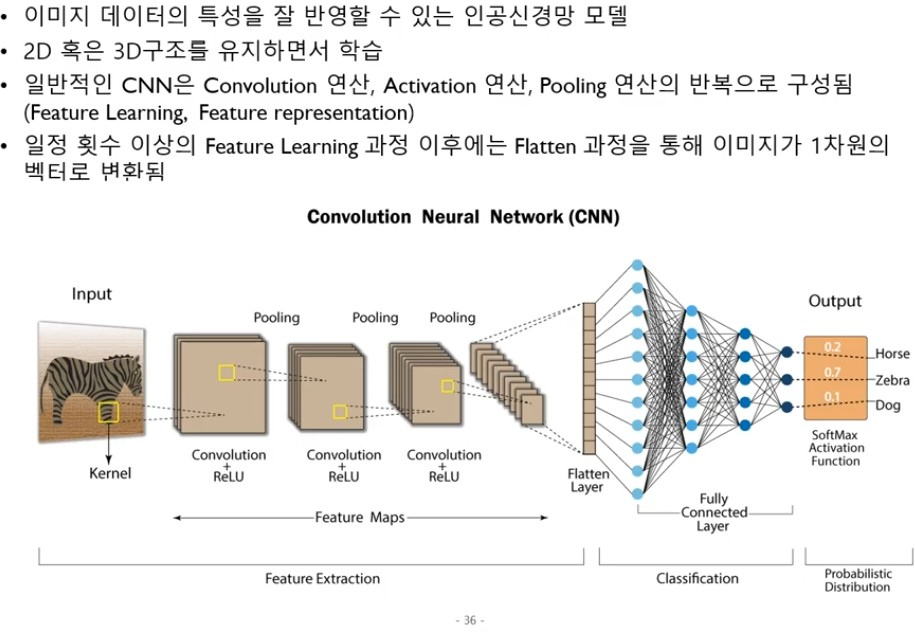 • 이미지 데이터의 특성을 잘 반영할 수 있는 인공신경망 모델
• 2D 혹은 3D구조를 유지하면서 학습
• 일반적인 CNN은 Convolution 연산, Activation 연산, Pooling 연산의 반복으로 구성됨
(Feature Learning, Feature representation)
• 일정 횟수 이상의 Feature Learning 과정 이후에는 Flatten 과정을 통해 이미지가 1차원의
벡터로 변환됨
Convolution Neural Network (CNN)
Input
Pooling
Pooling
Pooling
Output
0.2
Horse
0.7
Zebra
0.1
Dog
Kernel
Convolution
+
ReLU
Convolution
+
ReLU
Convolution
+
ReLU
Flatten
Layer
SoftMax
Activation
Function
Feature Maps
Fully
Connected
Layer
Feature Extraction
Classification
Probabilistic
Distribution
- 36 -